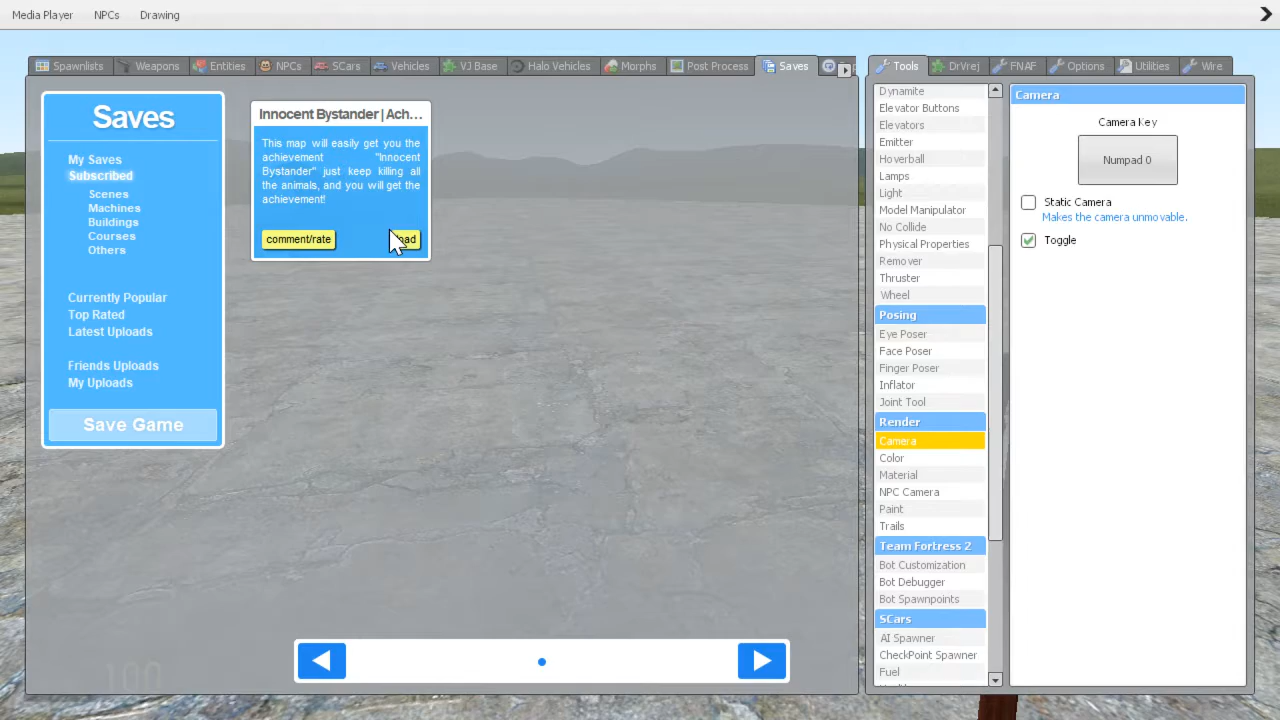 Media Player NPCs Drawing
Spawnlists Weapons Entities NPCs SCars Vehicles VJ Base Halo Vehicles Morphs Post Process Saves
Saves
My Saves
Subscribed
Scenes
Machines
Buildings
Courses
Others
Currently Popular
Top Rated
Latest Uploads
Friends Uploads
My Uploads
Save Game
Innocent Bystander | Ach...
This map will easily get you the
achievement "Innocent
Bystander" just keep killing all
the animals, and you will get the
achievement!
comment/rate
100
Tools DrVrej FNAF Options Utilities Wire
Dynamite
Elevator Buttons
Elevators
Emitter
Hoverball
Lamps
Light
Model Manipulator
No Collide
Physical Properties
Remover
Thruster
Wheel
Posing
Eye Poser
Face Poser
Finger Poser
Inflator
Joint Tool
Render
Camera
Color
Material
NPC Camera
Paint
Trails
Team Fortress 2
Bot Customization
Bot Debugger
Bot Spawnpoints
SCars
AI Spawner
CheckPoint Spawner
Fuel
Camera
Camera Key
Numpad 0
Static Camera
Makes the camera unmovable.
Toggle